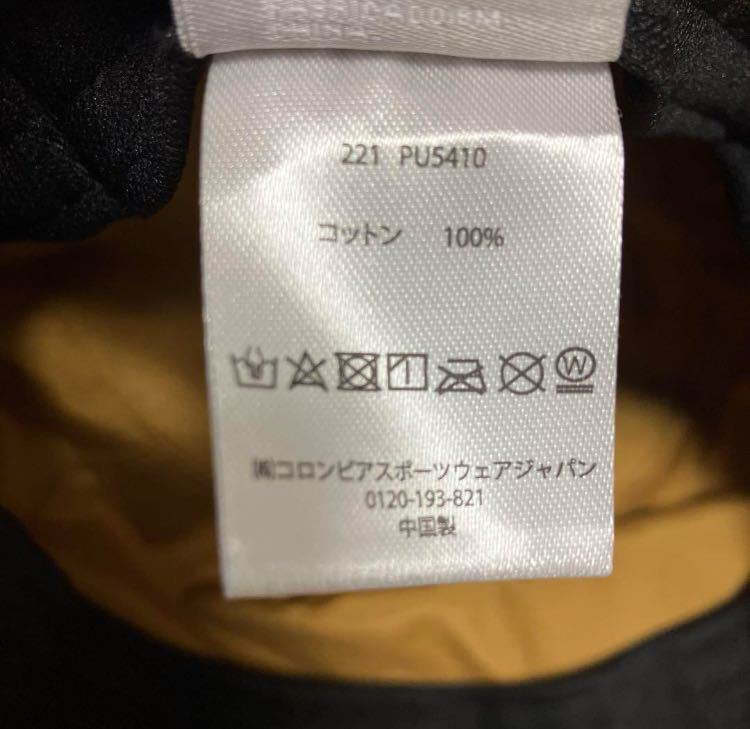 CHINA
221 PU5410
コットン 100%
W
㈱コロンビアスポーツウェアジャパン
0120-193-821
中国製